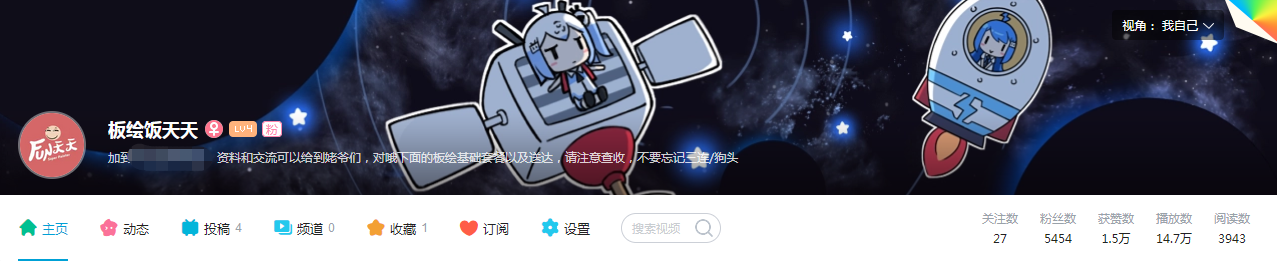 视角：我自己
FUN天天
板绘饭天天 LV4 粉
加到 资料和交流可以给到姥爷们，对哦下面的板绘基础套餐以及连达，请注意查收，不要忘记三连/狗头
主页 动态 投稿 4 频道 0 收藏 1 订阅 设置 搜索视频
关注数 粉丝数 获赞数 播放数 阅读数
27 5454 1.5万 14.7万 3943